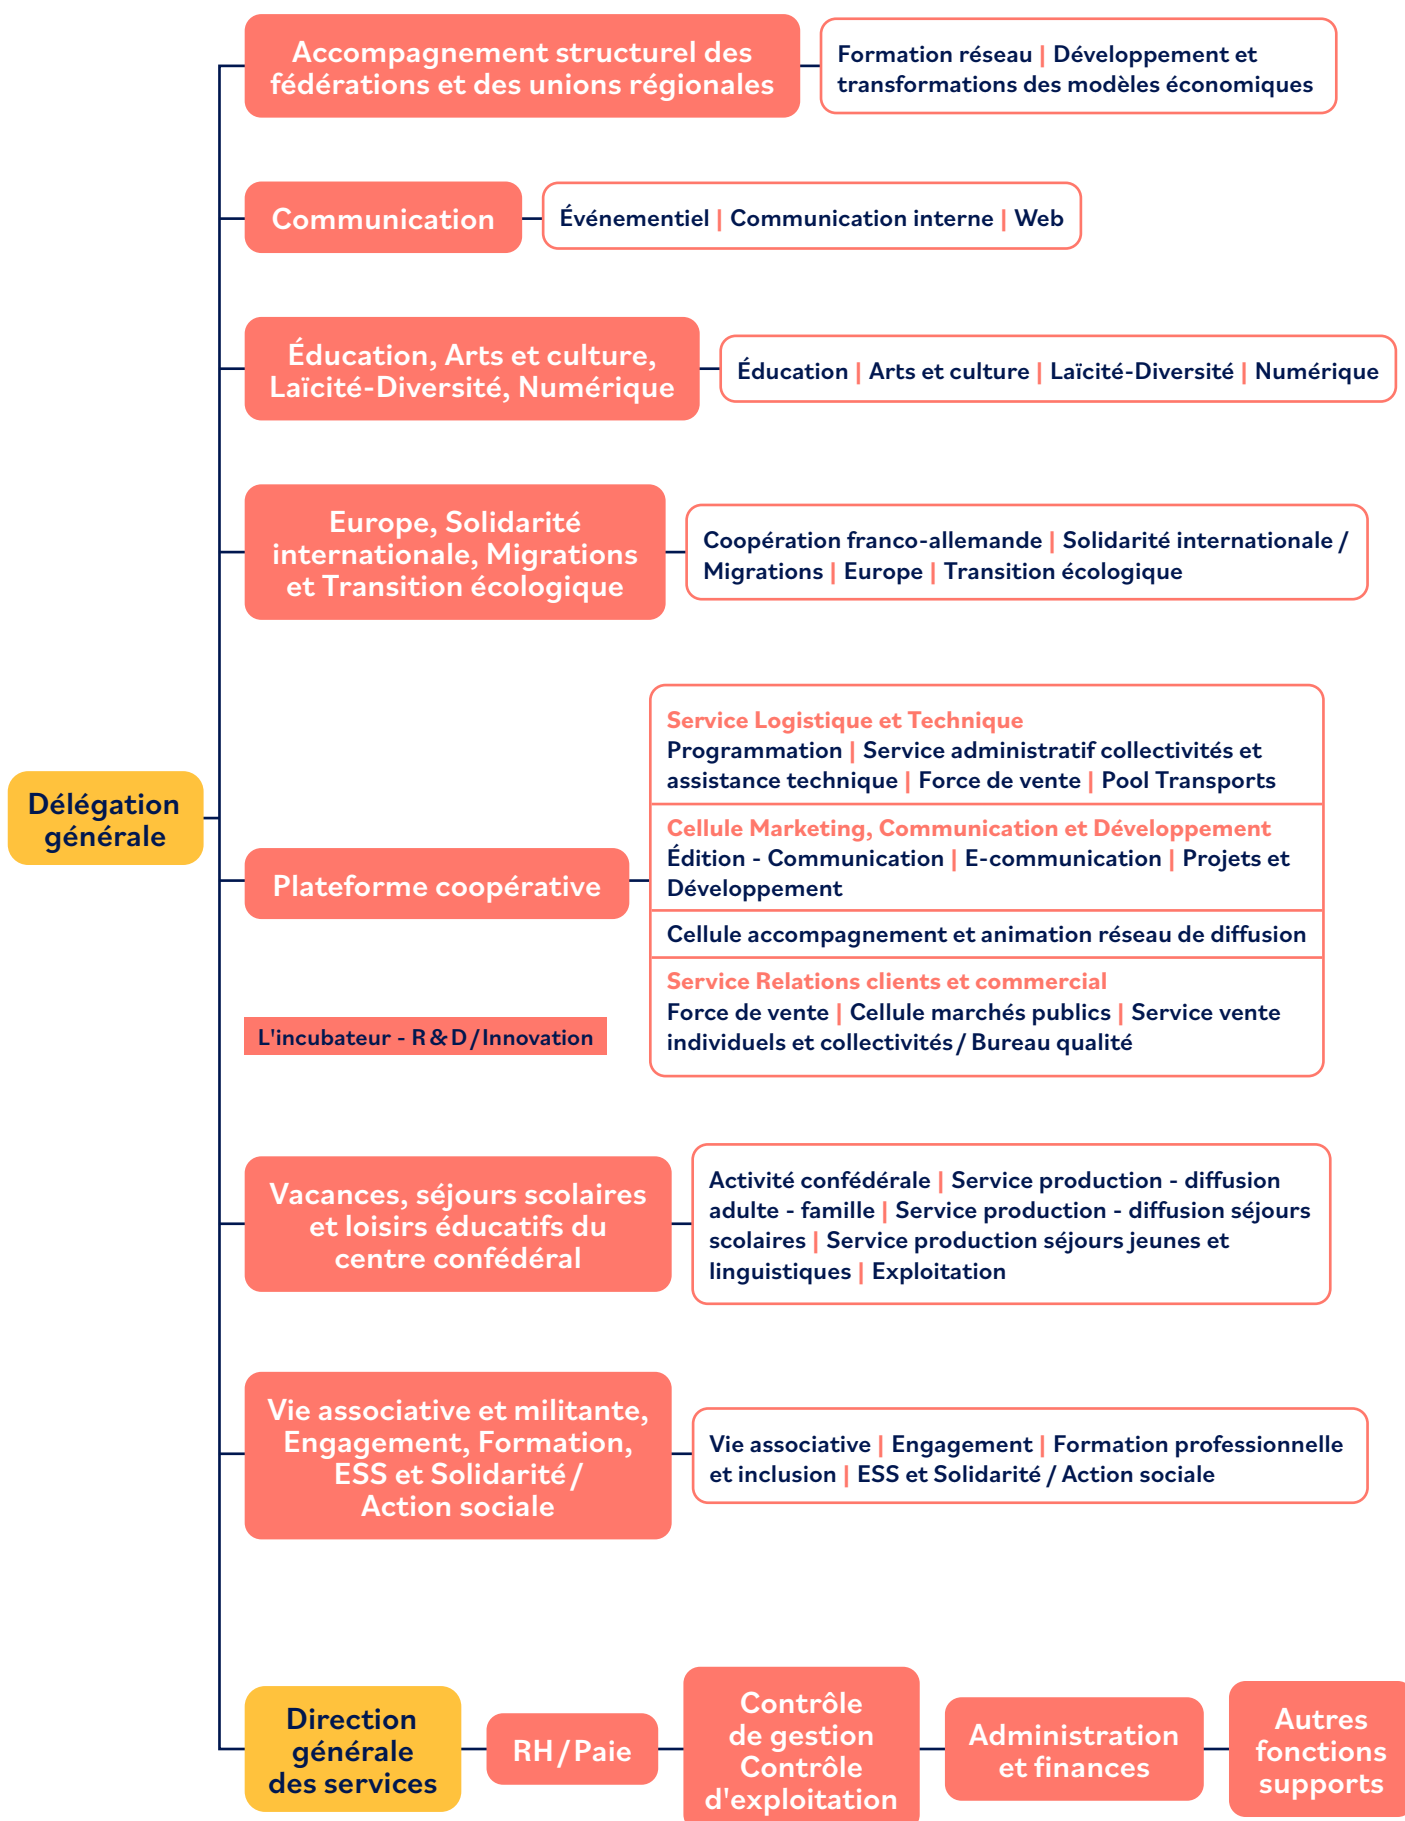 Accompagnement structurel des
fédérations et des unions régionales
Formation réseau | Développement et
transformations des modèles économiques
Communication
Événementiel | Communication interne | Web
Éducation, Arts et culture,
Laïcité-Diversité, Numérique
Éducation | Arts et culture | Laïcité-Diversité | Numérique
Europe, Solidarité
internationale, Migrations
et Transition écologique
Coopération franco-allemande | Solidarité internationale /
Migrations | Europe | Transition écologique
Délégation
générale
Plateforme coopérative
Service Logistique et Technique
Programmation | Service administratif collectivités et
assistance technique | Force de vente | Pool Transports
Cellule Marketing, Communication et Développement
Édition - Communication | E-communication | Projets et
Développement
Cellule accompagnement et animation réseau de diffusion
Service Relations clients et commercial
Force de vente | Cellule marchés publics | Service vente
individuels et collectivités / Bureau qualité
L'incubateur - R & D / Innovation
Vacances, séjours scolaires
et loisirs éducatifs du
centre confédéral
Activité confédérale | Service production - diffusion
adulte - famille | Service production - diffusion séjours
scolaires | Service production séjours jeunes et
linguistiques | Exploitation
Vie associative et militante,
Engagement, Formation,
ESS et Solidarité /
Action sociale
Vie associative | Engagement | Formation professionnelle
et inclusion | ESS et Solidarité / Action sociale
Direction
générale
des services
RH / Paie
Contrôle
de gestion
Contrôle
d'exploitation
Administration
et finances
Autres
fonctions
supports